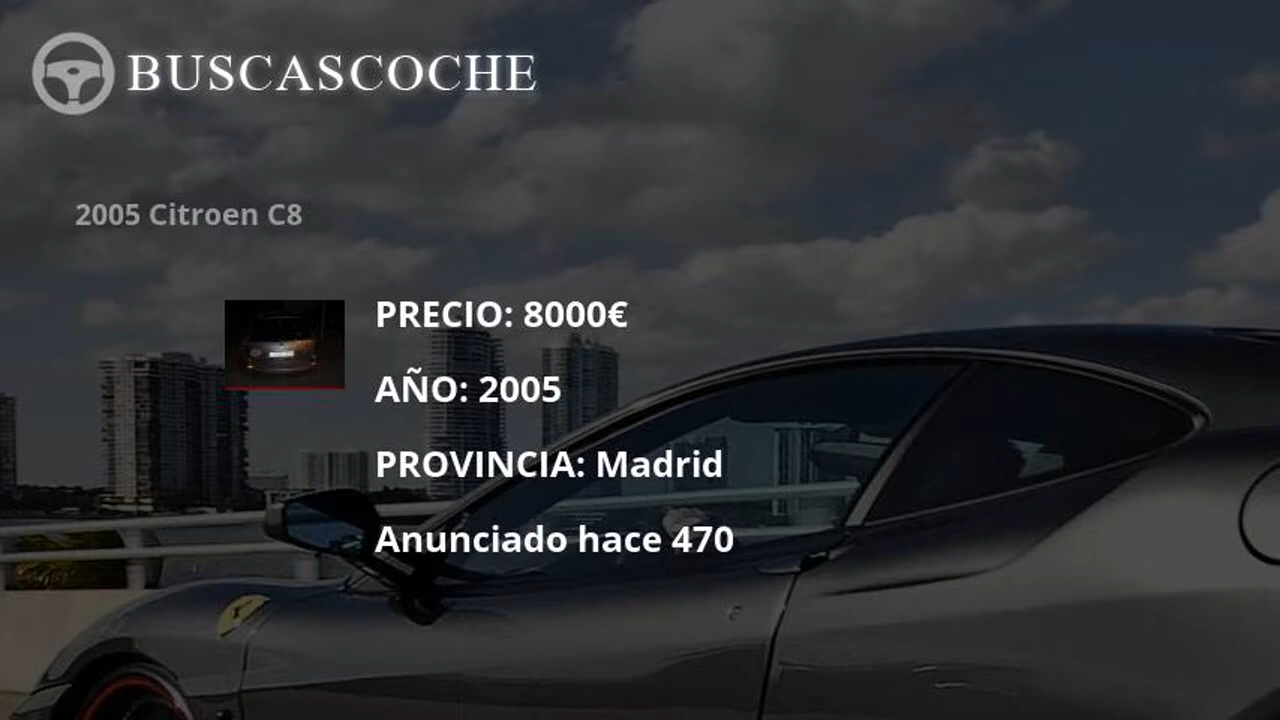 BUSCASCOCHE
2005 Citroen C8
PRECIO: 8000€
AÑO: 2005
PROVINCIA: Madrid
Anunciado hace 470